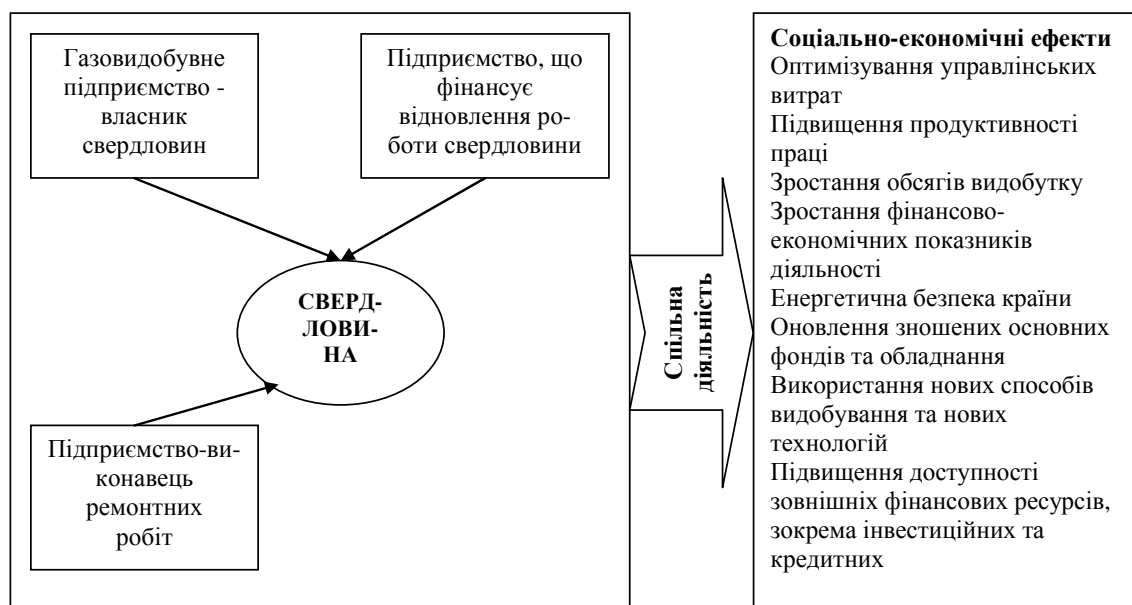 Газовидобувне
підприємство -
власник
свердловин
Підприємство, що
фінансує
відновлення ро-
боти свердловини
СВЕРД-
ЛОВИ-
НА
Підприємство-ви-
конавець
ремонтних
робіт
Спільна
діяльність
Соціально-економічні ефекти
Оптимізування управлінських
витрат
Підвищення продуктивності
праці
Зростання обсягів видобутку
Зростання фінансово-
економічних показників
діяльності
Енергетична безпека країни
Оновлення зношених основних
фондів та обладнання
Використання нових способів
видобування та нових
технологій
Підвищення доступності
зовнішніх фінансових ресурсів,
зокрема інвестиційних та
кредитних